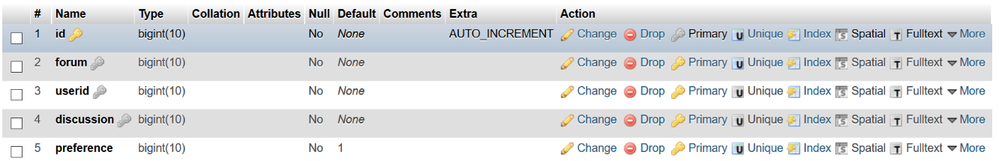 # Name Type Collation Attributes Null Default Comments Extra Action
1 id bigint(10) No None AUTO_INCREMENT Change Drop Primary U Unique Index S Spatial T Fulltext More
2 forum bigint(10) No None Change Drop Primary U Unique Index S Spatial T Fulltext More
3 userid bigint(10) No None Change Drop Primary U Unique Index S Spatial T Fulltext More
4 discussion bigint(10) No None Change Drop Primary U Unique Index S Spatial T Fulltext More
5 preference bigint(10) No 1 Change Drop Primary U Unique Index S Spatial T Fulltext More